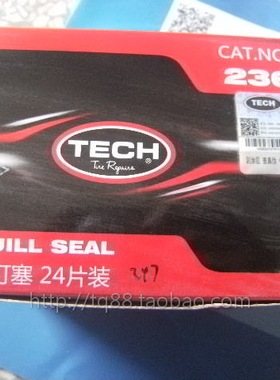 CAT.NO
236
TECH
TECH
Tire Repairs
®
UILL SEAL
钉塞 24片装 347
http://tq88.taobao.com